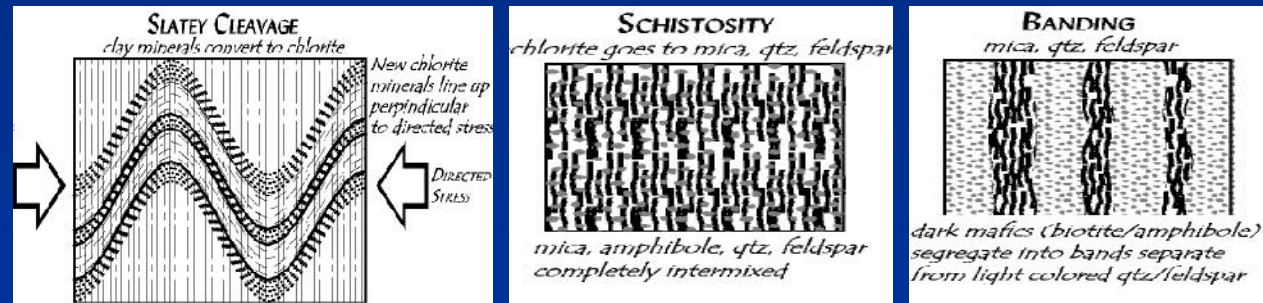 SLATEY CLEAVAGE
clay minerals convert to chlorite
New chlorite
minerals line up
perpindicular
to directed stress
DIRECTED
STRESS
SCHISTOSITY
chlorite goes to mica, qtz, feldspar
mica, amphibole, qtz, feldspar
completely intermixed
BANDING
mica, qtz, feldspar
dark mafics (biotite/amphibole)
segregate into bands separate
from light colored qtz/feldspar